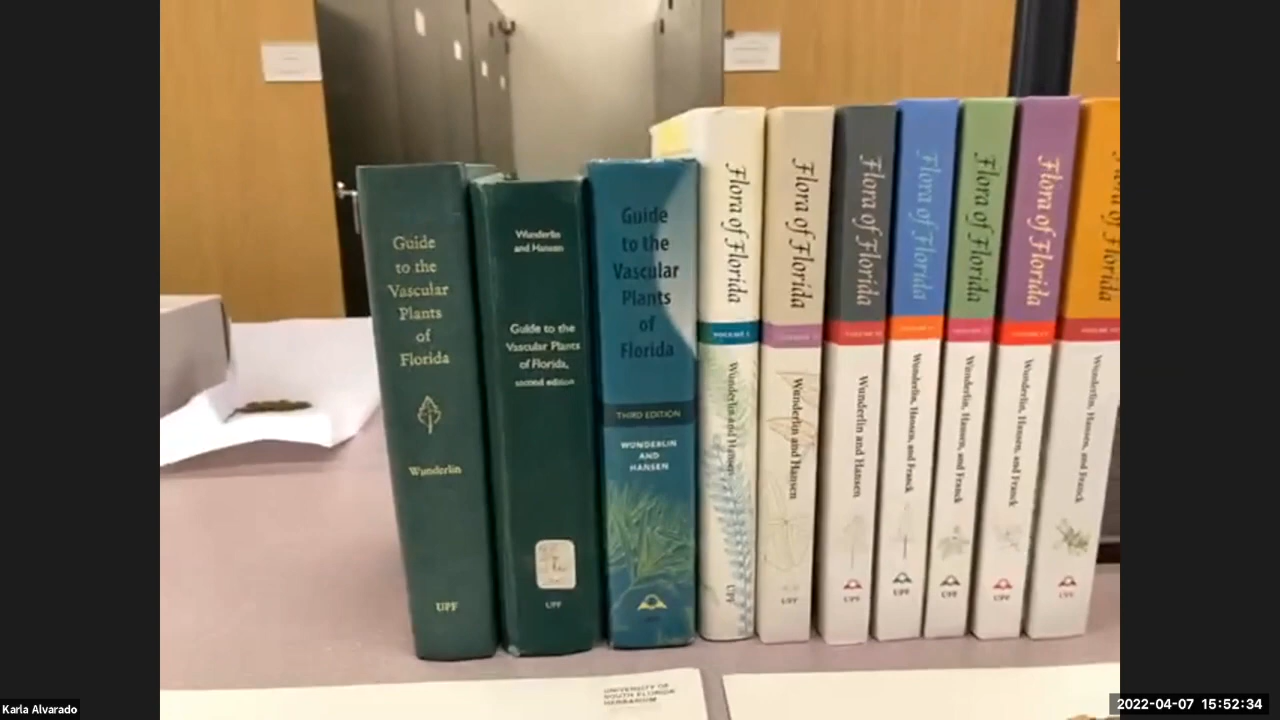 Guide
to the
Vascular
Plants
of
Florida
Wunderlin
UPF
Wunderlin
and Hansen
Guide to the
Vascular Plants
of Florida,
second edition
UPF
Guide
to the
Vascular
Plants
of
Florida
THIRD EDITION
WUNDERLIN
AND
HANSEN
Flora of Florida
VOLUME I
Wunderlin and Hansen
UPF
Flora of Florida
Wunderlin and Hansen
UPF
Flora of Florida
Wunderlin and Hansen
UPF
Flora of Florida
Wunderlin, Hansen, and Franck
UPF
Flora of Florida
Wunderlin, Hansen, and Franck
UPF
Flora of Florida
Wunderlin, Hansen, and Franck
UPF
Flora of Florida
Wunderlin, Hansen, and Franck
UPF
UNIVERSITY OF
SOUTH FLORIDA
HERBARIUM
Karla Alvarado
2022-04-07 15:52:34